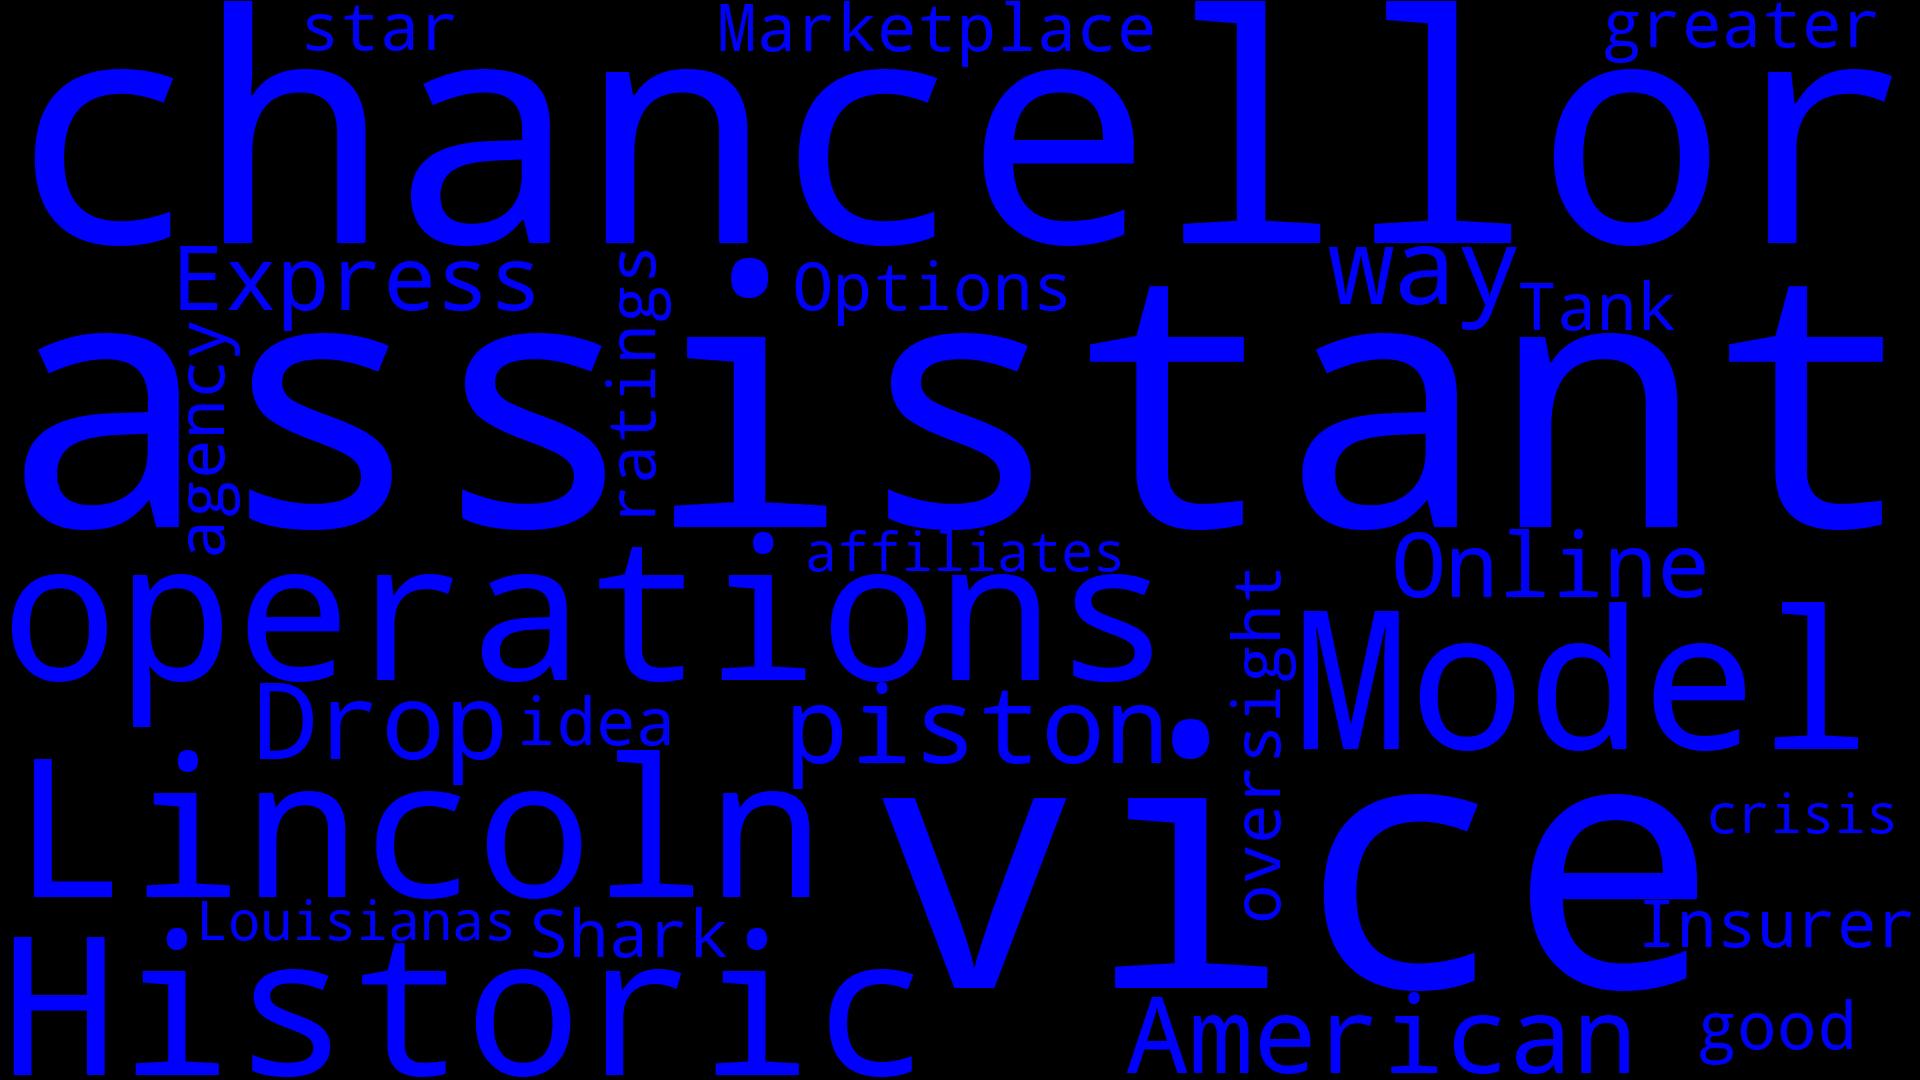 star
Marketplace
greater
chancellor
Express
ratings
Options
way
Tank
agency
assistant
affiliates
Online
operations
oversight
Model
Drop
idea
piston
Lincoln
vice
crisis
Louisianas
Shark
Insurer
Historic
American
good